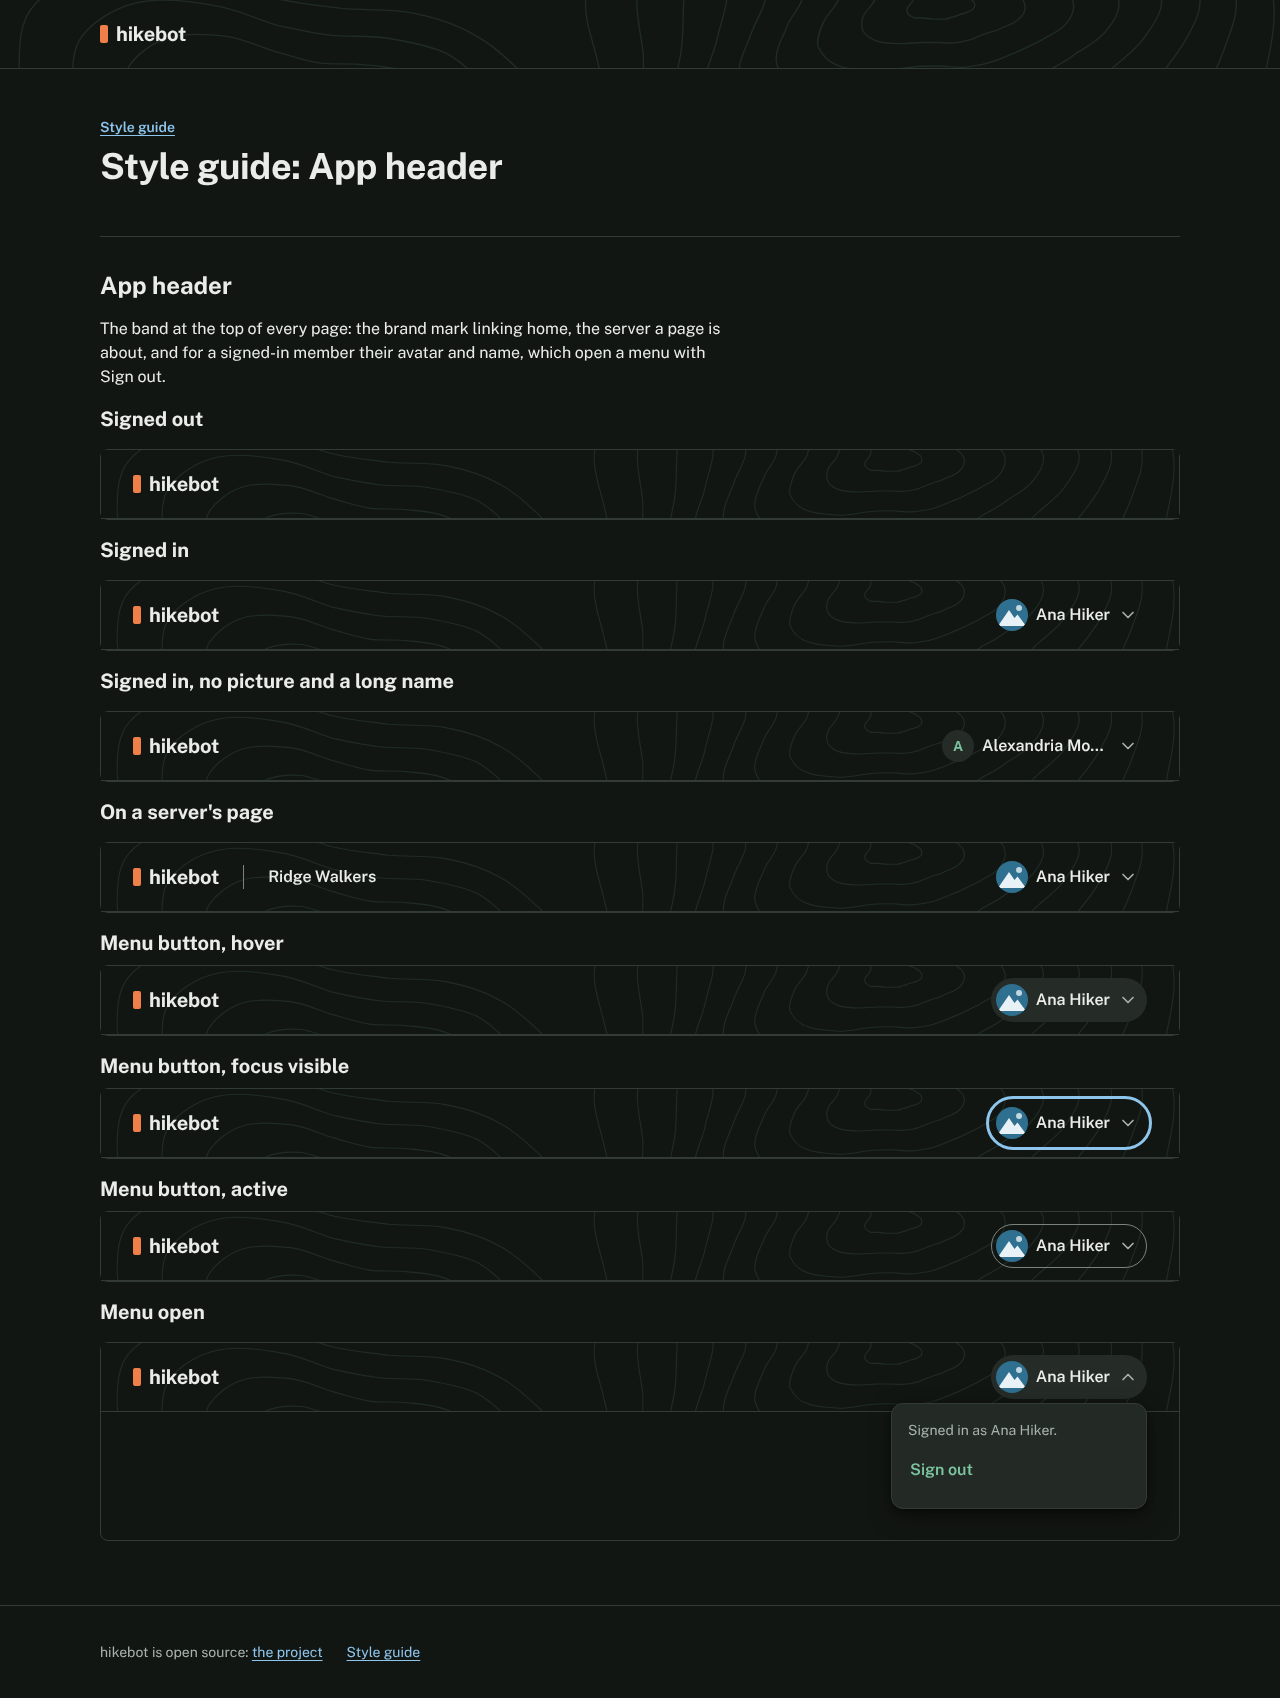 hikebot
Style guide
Style guide: App header
App header
The band at the top of every page: the brand mark linking home, the server a page is
about, and for a signed-in member their avatar and name, which open a menu with
Sign out.
Signed out
hikebot
Signed in
hikebot Ana Hiker
Signed in, no picture and a long name
hikebot A Alexandria Mo...
On a server's page
hikebot Ridge Walkers Ana Hiker
Menu button, hover
hikebot Ana Hiker
Menu button, focus visible
hikebot Ana Hiker
Menu button, active
hikebot Ana Hiker
Menu open
hikebot Ana Hiker
Signed in as Ana Hiker.
Sign out
hikebot is open source: the project Style guide